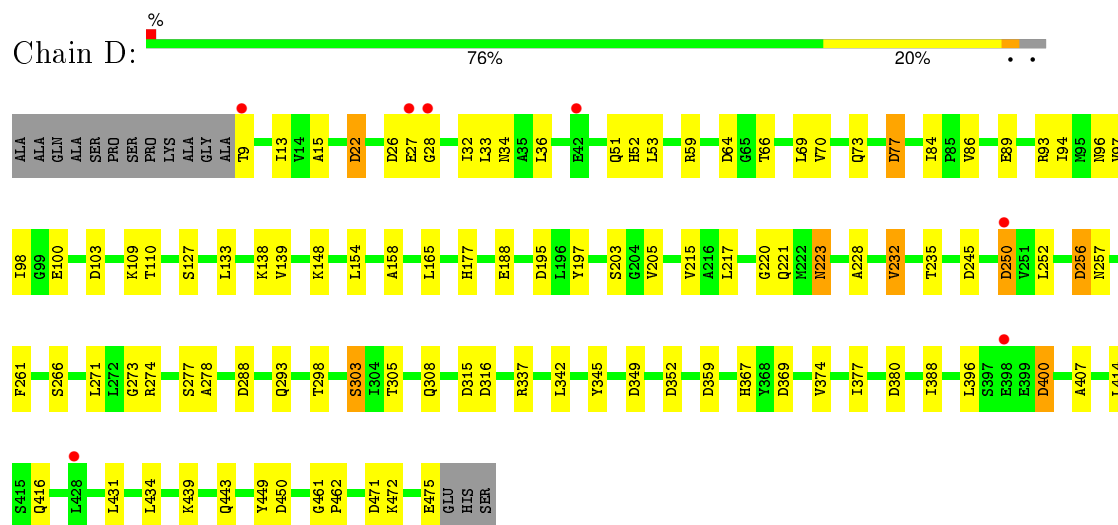 %
Chain D:
76% 20% • •
ALA ALA GLN ALA SER PRO SER PRO LYS ALA GLY ALA T9 I13 V14 A15 D22 D26 E27 G28 I32 L33 N34 A35 L36 E42 Q51 H52 L53 R59 D64 G65 T66 L69 V70 Q73 D77 I84 P85 V86 E89 R93 I94 M95 N96 V97
I98 G99 E100 D103 K109 T110 S127 L133 K138 V139 K148 L154 A158 L165 H177 E188 D195 L196 Y197 S203 G204 V205 V215 A216 L217 G220 Q221 M222 N223 A228 V232 T235 D245 D250 V251 L252 D256 N257
F261 S266 L271 L272 G273 R274 S277 A278 D288 Q293 T298 S303 I304 T305 Q308 D315 D316 R337 L342 Y345 D349 D352 D359 H367 Y368 D369 V374 I377 D380 I388 L396 S397 E398 E399 D400 A407 L414
S415 Q416 L428 L431 L434 K439 Q443 Y449 D450 G461 P462 D471 K472 E475 GLU HIS SER